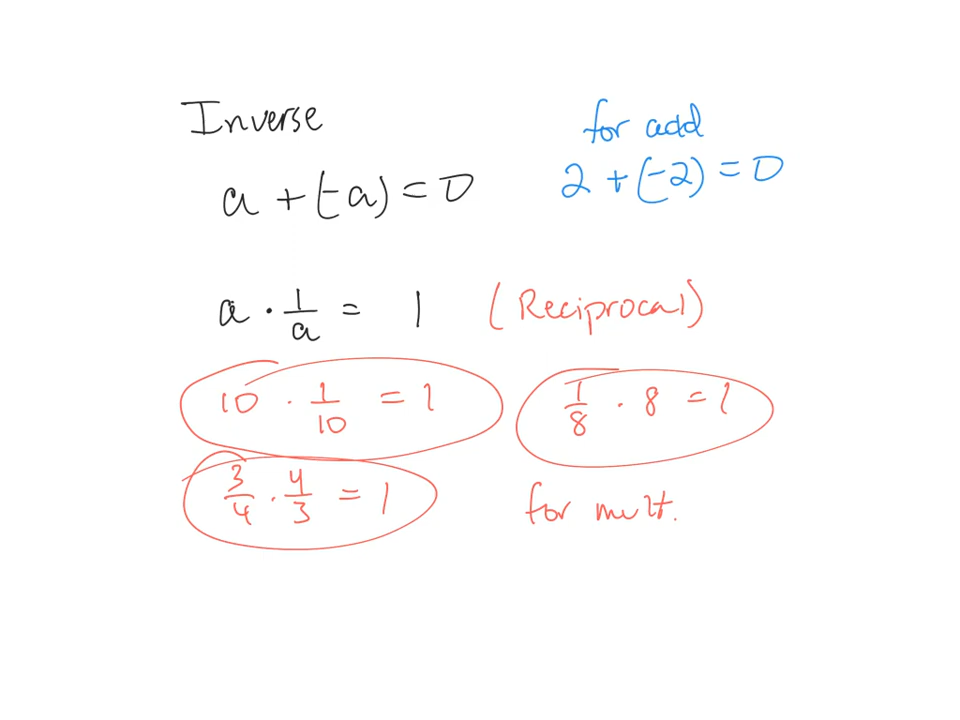 Inverse
for add
a + (-a) = 0
2 + (-2) = 0
a · 1/a = 1 (Reciprocal)
10 · 1/10 = 1
1/8 · 8 = 1
3/4 · 4/3 = 1
for mult.